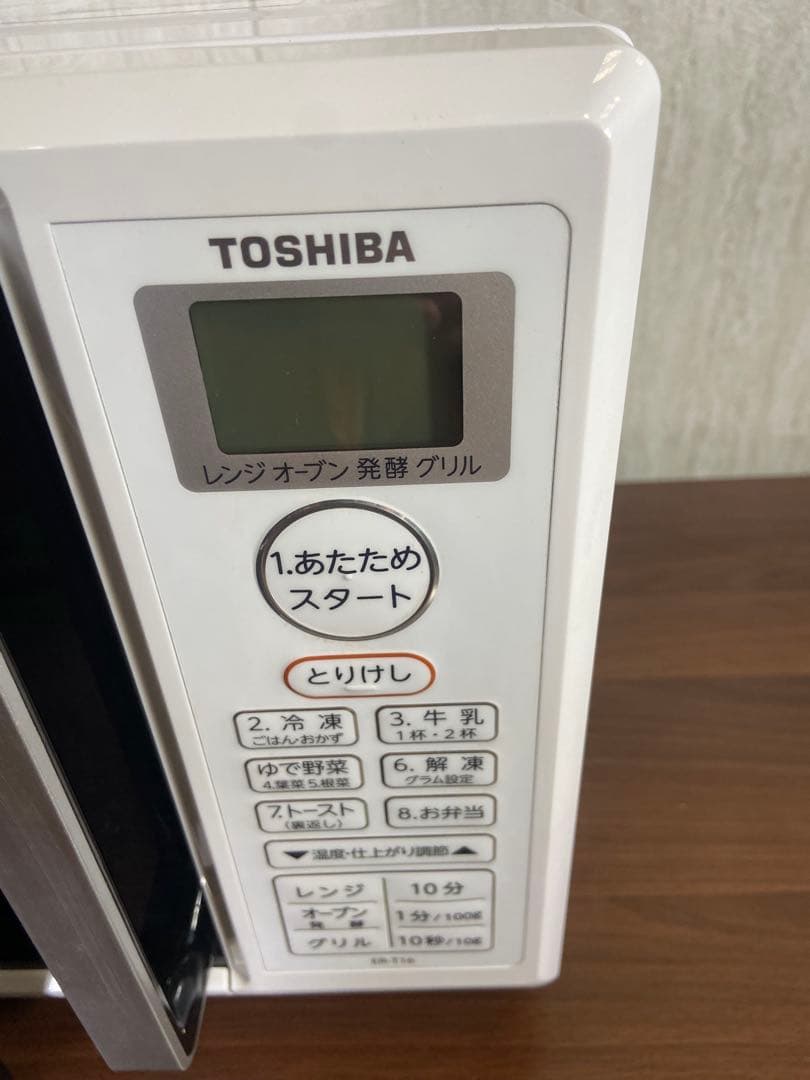 TOSHIBA
レンジ オーブン 発酵 グリル
1.あたため
スタート
とりけし
2. 冷凍
ごはん・おかず
3. 牛乳
1杯・2杯
ゆで野菜
4.葉菜 5.根菜
6. 解凍
グラム設定
7.トースト
(裏返し)
8.お弁当
▼温度・仕上がり調節▲
レンジ
10分
オーブン
発酵
1分/100g
グリル
10秒/10g